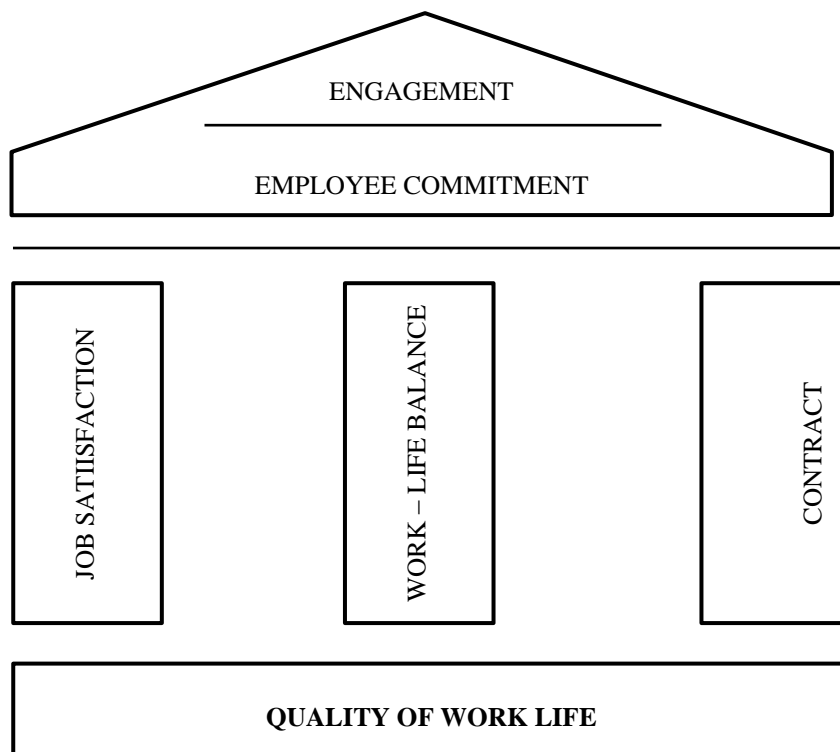 ENGAGEMENT
EMPLOYEE COMMITMENT
JOB SATIISFACTION
WORK – LIFE BALANCE
CONTRACT
QUALITY OF WORK LIFE